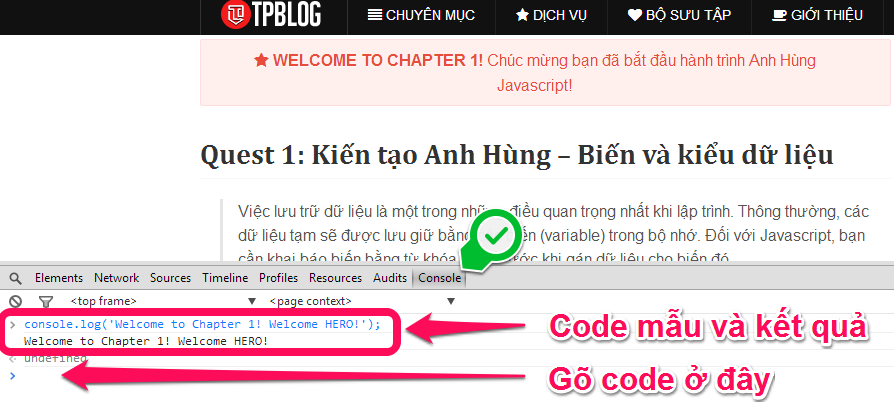 TPBLOG CHUYÊN MỤC DỊCH VỤ BỘ SƯU TẬP GIỚI THIỆU
WELCOME TO CHAPTER 1! Chúc mừng bạn đã bắt đầu hành trình Anh Hùng
Javascript!
Quest 1: Kiến tạo Anh Hùng – Biến và kiểu dữ liệu
Việc lưu trữ dữ liệu là một trong những điều quan trọng nhất khi lập trình. Thông thường, các
dữ liệu tạm sẽ được lưu giữ bằng (variable) trong bộ nhớ. Đối với Javascript, bạn
cần khai báo biến bằng từ khóa trước khi gán dữ liệu cho biến đó
Elements Network Sources Timeline Profiles Resources Audits Console
<top frame> ▼ <page context> ▼
> console.log('Welcome to Chapter 1! Welcome HERO!');
Welcome to Chapter 1! Welcome HERO!
< undefined
>
Code mẫu và kết quả
Gõ code ở đây